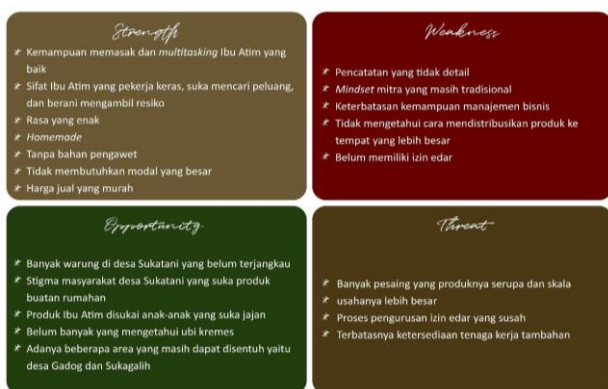 Strength
* Kemampuan memasak dan multitasking Ibu Atim yang
baik
* Sifat Ibu Atim yang pekerja keras, suka mencari peluang,
dan berani mengambil resiko
* Rasa yang enak
* Homemade
* Tanpa bahan pengawet
* Tidak membutuhkan modal yang besar
* Harga jual yang murah
Weakness
* Pencatatan yang tidak detail
* Mindset mitra yang masih tradisional
* Keterbatasan kemampuan manajemen bisnis
* Tidak mengetahui cara mendistribusikan produk ke
tempat yang lebih besar
* Belum memiliki izin edar
Opportunity
* Banyak warung di desa Sukatani yang belum terjangkau
* Stigma masyarakat desa Sukatani yang suka produk
buatan rumahan
* Produk Ibu Atim disukai anak-anak yang suka jajan
* Belum banyak yang mengetahui ubi kremes
* Adanya beberapa area yang masih dapat disentuh yaitu
desa Gadog dan Sukagalih
Threat
* Banyak pesaing yang produknya serupa dan skala
* usahanya lebih besar
* Proses pengurusan izin edar yang susah
* Terbatasnya ketersediaan tenaga kerja tambahan